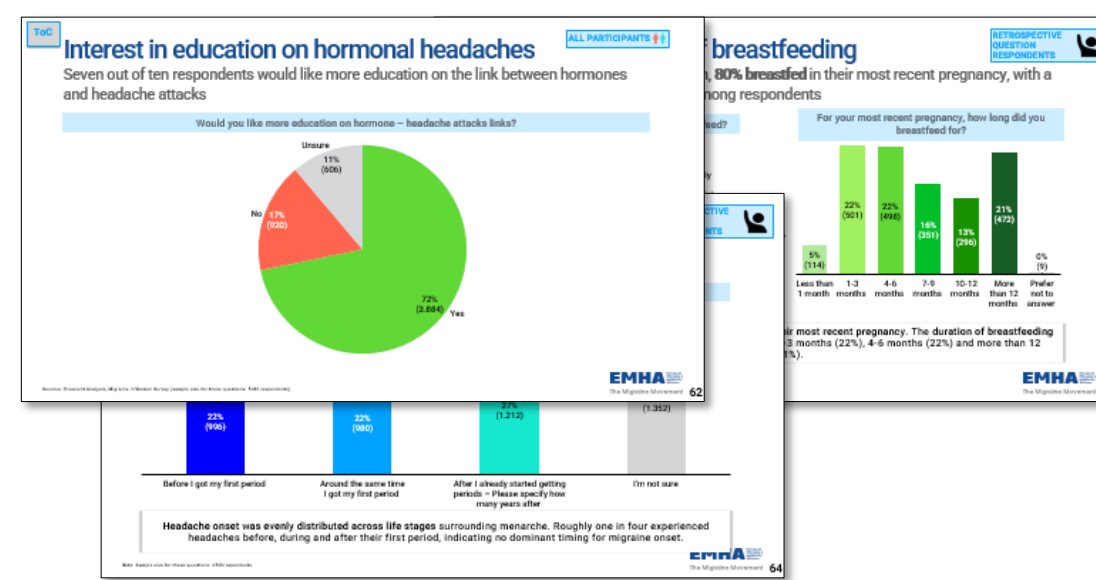 ToC
Interest in education on hormonal headaches
ALL PARTICIPANTS
Seven out of ten respondents would like more education on the link between hormones
and headache attacks
Would you like more education on hormone – headache attacks links?
Unsure
11%
(606)
No
17%
(920)
72%
(3.884)
Yes
EMHA
The Migraine Movement
62
breastfeeding
RETROSPECTIVE
QUESTION
RESPONDENTS
80% breastfed in their most recent pregnancy, with a
among respondents
For your most recent pregnancy, how long did you
breastfeed for?
5%
(114)
22%
(501)
22%
(498)
16%
(351)
13%
(296)
21%
(472)
0%
(9)
Less than
1 month
1-3
months
4-6
months
7-9
months
10-12
months
More
than 12
months
Prefer
not to
answer
most recent pregnancy. The duration of breastfeeding
months (22%), 4-6 months (22%) and more than 12
EMHA
The Migraine Movement
22%
(996)
22%
(980)
27%
(1.212)
(1.352)
Before I got my first period
Around the same time
I got my first period
After I already started getting
periods – Please specify how
many years after
I'm not sure
Headache onset was evenly distributed across life stages surrounding menarche. Roughly one in four experienced
headaches before, during and after their first period, indicating no dominant timing for migraine onset.
EMHA
The Migraine Movement
64